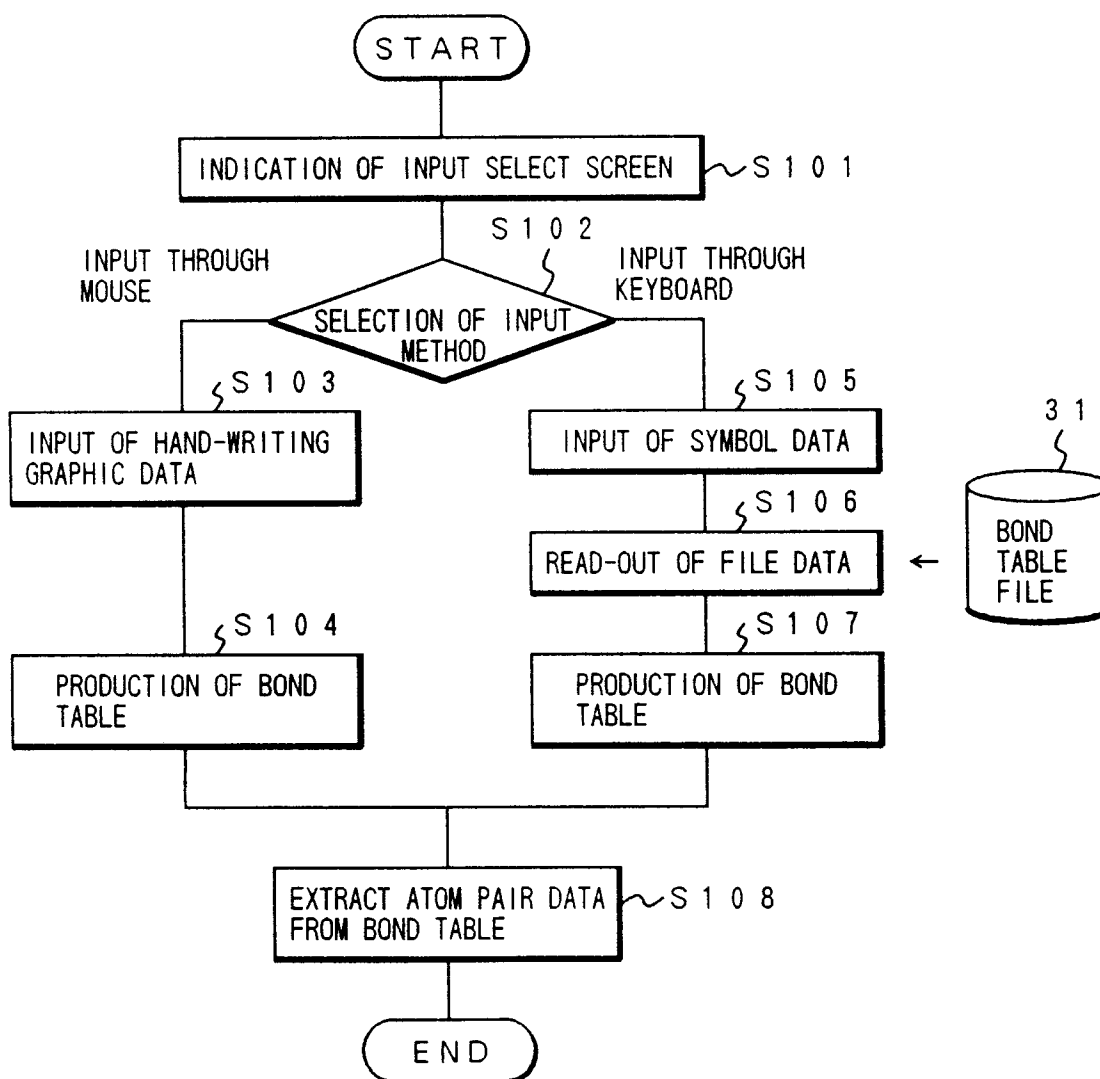 START
INDICATION OF INPUT SELECT SCREEN
S101
S102
INPUT THROUGH
MOUSE
INPUT THROUGH
KEYBOARD
SELECTION OF INPUT
METHOD
S103
INPUT OF HAND-WRITING
GRAPHIC DATA
S105
INPUT OF SYMBOL DATA
31
S106
READ-OUT OF FILE DATA
←
BOND
TABLE
FILE
S104
PRODUCTION OF BOND
TABLE
S107
PRODUCTION OF BOND
TABLE
EXTRACT ATOM PAIR DATA
FROM BOND TABLE
S108
END